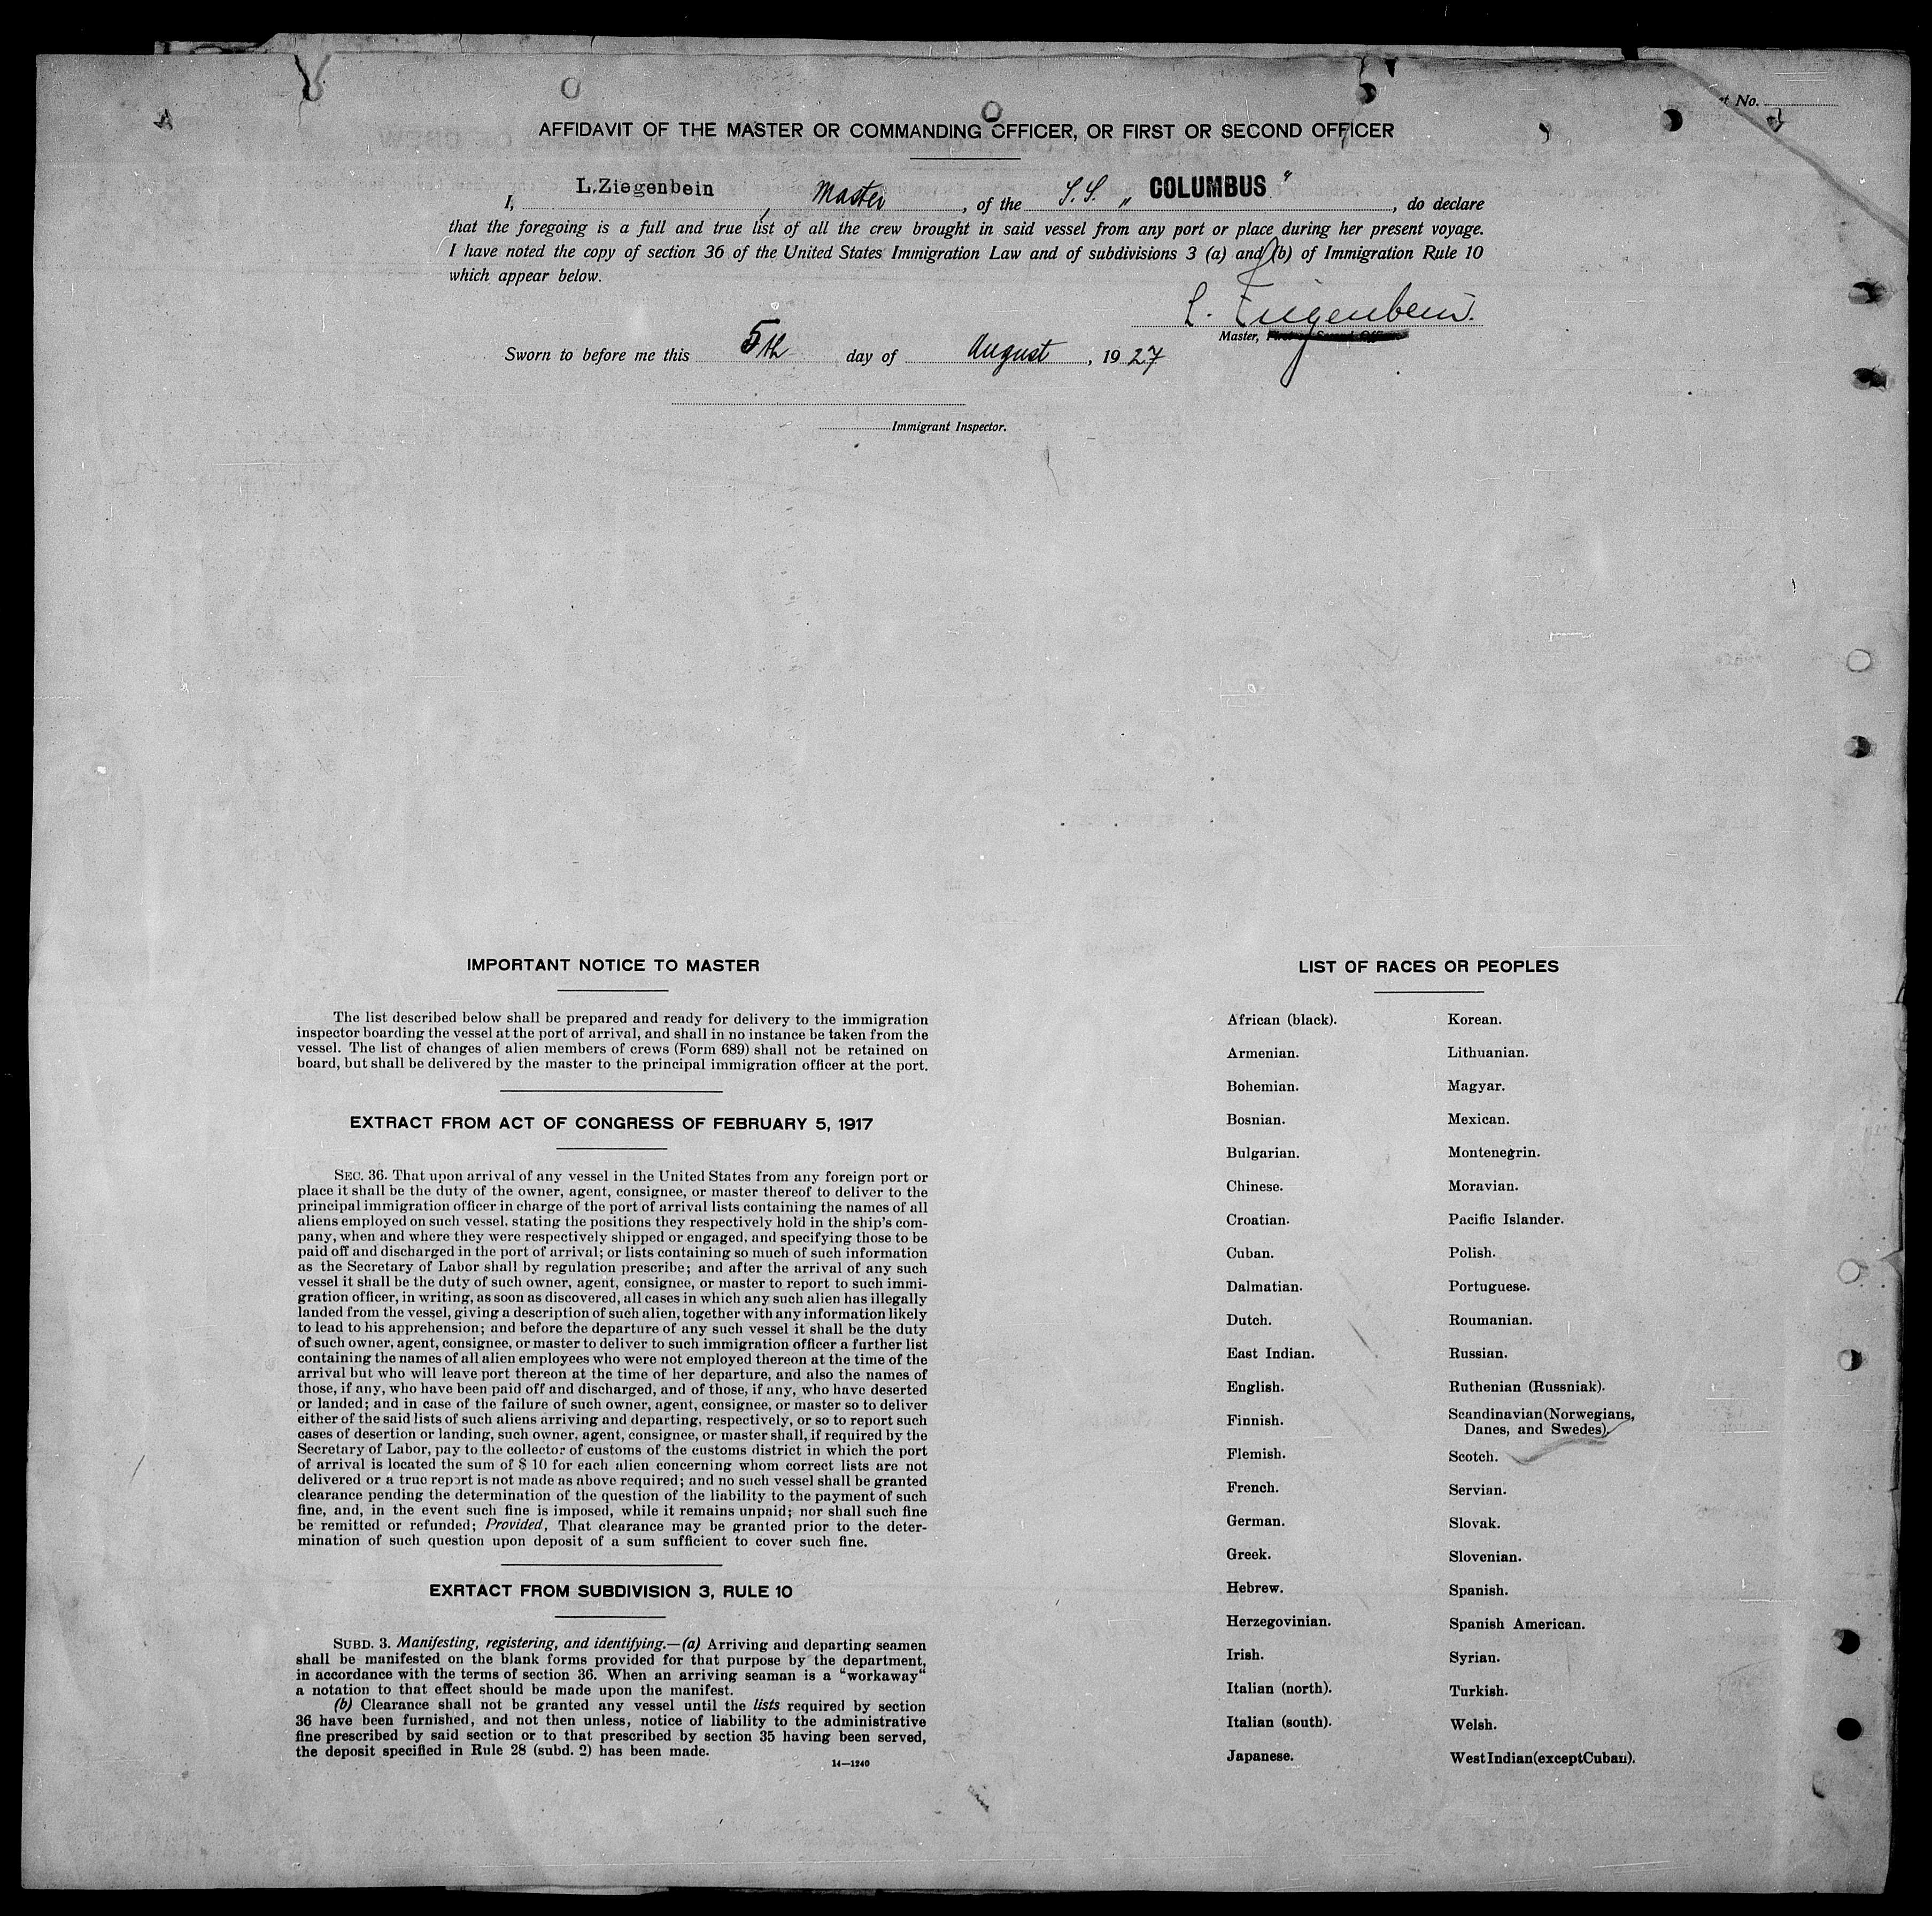 t No.
AFFIDAVIT OF THE MASTER OR COMMANDING OFFICER, OR FIRST OR SECOND OFFICER
I, L.Ziegenbein, Master, of the S.S. „ COLUMBUS ", do declare
that the foregoing is a full and true list of all the crew brought in said vessel from any port or place during her present voyage.
I have noted the copy of section 36 of the United States Immigration Law and of subdivisions 3 (a) and (b) of Immigration Rule 10
which appear below.
L. Ziegenbein.
Master, First or Second Officer.
Sworn to before me this 5th day of August, 1927
Immigrant Inspector.
IMPORTANT NOTICE TO MASTER
The list described below shall be prepared and ready for delivery to the immigration
inspector boarding the vessel at the port of arrival, and shall in no instance be taken from the
vessel. The list of changes of alien members of crews (Form 689) shall not be retained on
board, but shall be delivered by the master to the principal immigration officer at the port.
EXTRACT FROM ACT OF CONGRESS OF FEBRUARY 5, 1917
SEC. 36. That upon arrival of any vessel in the United States from any foreign port or
place it shall be the duty of the owner, agent, consignee, or master thereof to deliver to the
principal immigration officer in charge of the port of arrival lists containing the names of all
aliens employed on such vessel, stating the positions they respectively hold in the ship's com-
pany, when and where they were respectively shipped or engaged, and specifying those to be
paid off and discharged in the port of arrival; or lists containing so much of such information
as the Secretary of Labor shall by regulation prescribe; and after the arrival of any such
vessel it shall be the duty of such owner, agent, consignee, or master to report to such immi-
gration officer, in writing, as soon as discovered, all cases in which any such alien has illegally
landed from the vessel, giving a description of such alien, together with any information likely
to lead to his apprehension; and before the departure of any such vessel it shall be the duty
of such owner, agent, consignee, or master to deliver to such immigration officer a further list
containing the names of all alien employees who were not employed thereon at the time of the
arrival but who will leave port thereon at the time of her departure, and also the names of
those, if any, who have been paid off and discharged, and of those, if any, who have deserted
or landed; and in case of the failure of such owner, agent, consignee, or master so to deliver
either of the said lists of such aliens arriving and departing, respectively, or so to report such
cases of desertion or landing, such owner, agent, consignee, or master shall, if required by the
Secretary of Labor, pay to the collector of customs of the customs district in which the port
of arrival is located the sum of $ 10 for each alien concerning whom correct lists are not
delivered or a true report is not made as above required; and no such vessel shall be granted
clearance pending the determination of the question of the liability to the payment of such
fine, and, in the event such fine is imposed, while it remains unpaid; nor shall such fine
be remitted or refunded; Provided, That clearance may be granted prior to the deter-
mination of such question upon deposit of a sum sufficient to cover such fine.
EXRTACT FROM SUBDIVISION 3, RULE 10
SUBD. 3. Manifesting, registering, and identifying.—(a) Arriving and departing seamen
shall be manifested on the blank forms provided for that purpose by the department,
in accordance with the terms of section 36. When an arriving seaman is a "workaway"
a notation to that effect should be made upon the manifest.
(b) Clearance shall not be granted any vessel until the lists required by section
36 have been furnished, and not then unless, notice of liability to the administrative
fine prescribed by said section or to that prescribed by section 35 having been served,
the deposit specified in Rule 28 (subd. 2) has been made.
14—1240
LIST OF RACES OR PEOPLES
African (black).
Armenian.
Bohemian.
Bosnian.
Bulgarian.
Chinese.
Croatian.
Cuban.
Dalmatian.
Dutch.
East Indian.
English.
Finnish.
Flemish.
French.
German.
Greek.
Hebrew.
Herzegovinian.
Irish.
Italian (north).
Italian (south).
Japanese.
Korean.
Lithuanian.
Magyar.
Mexican.
Montenegrin.
Moravian.
Pacific Islander.
Polish.
Portuguese.
Roumanian.
Russian.
Ruthenian (Russniak).
Scandinavian (Norwegians,
Danes, and Swedes).
Scotch.
Servian.
Slovak.
Slovenian.
Spanish.
Spanish American.
Syrian.
Turkish.
Welsh.
West Indian (except Cuban).